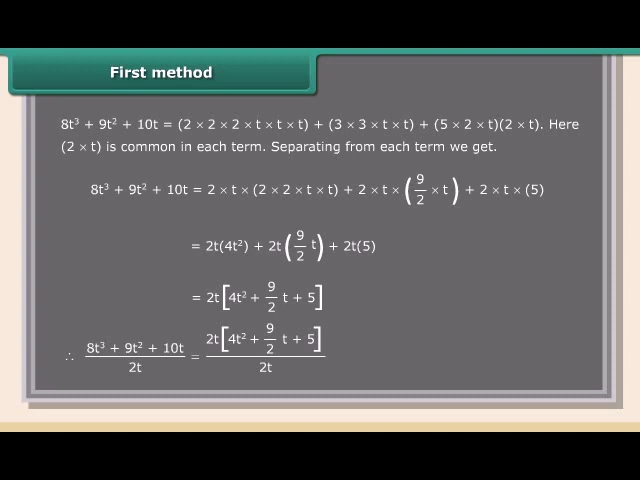 First method
8t³ + 9t² + 10t = (2 × 2 × 2 × t × t × t) + (3 × 3 × t × t) + (5 × 2 × t)(2 × t). Here
(2 × t) is common in each term. Separating from each term we get.
8t³ + 9t² + 10t = 2 × t × (2 × 2 × t × t) + 2 × t × (9/2 × t) + 2 × t × (5)
= 2t(4t²) + 2t(9/2 t) + 2t(5)
= 2t[4t² + 9/2 t + 5]
∴ (8t³ + 9t² + 10t)/2t = 2t[4t² + 9/2 t + 5]/2t